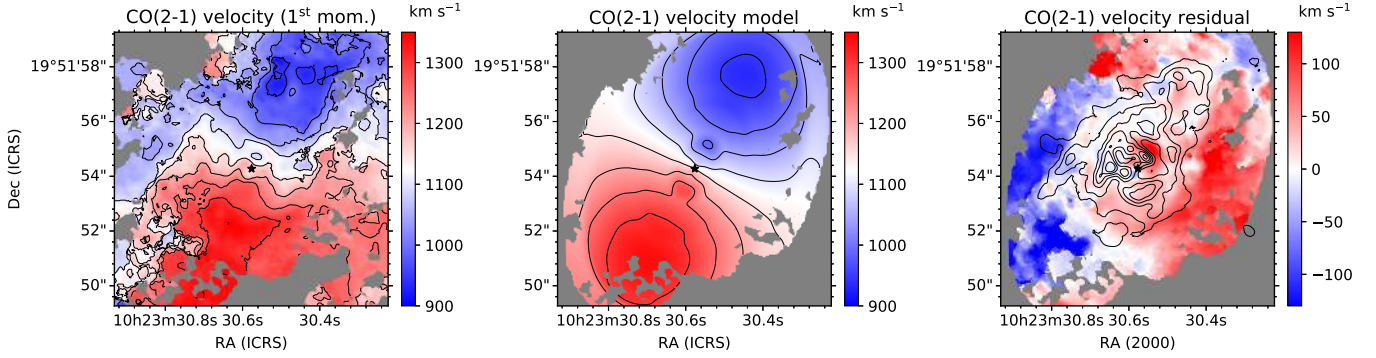 CO(2-1) velocity (1st mom.)
km s−1
CO(2-1) velocity model
km s−1
CO(2-1) velocity residual
km s−1
Dec (ICRS)
19°51'58"
56"
54"
52"
50"
10h23m30.8s 30.6s 30.4s
RA (ICRS)
1300
1200
1100
1000
900
19°51'58"
56"
54"
52"
50"
10h23m30.8s 30.6s 30.4s
RA (ICRS)
1300
1200
1100
1000
900
19°51'58"
56"
54"
52"
50"
10h23m30.8s 30.6s 30.4s
RA (2000)
100
50
0
−50
−100